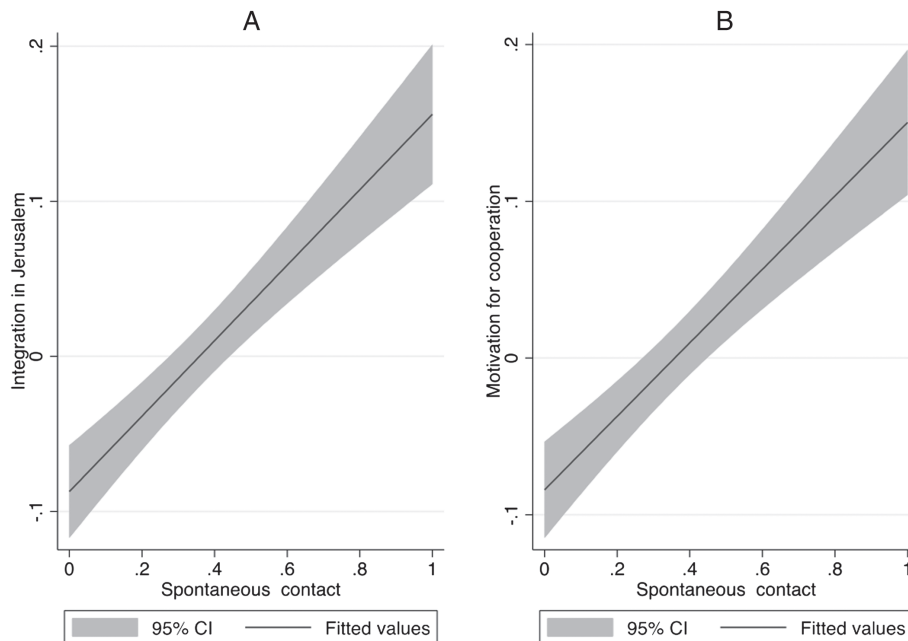 A
Integration in Jerusalem
.2
.1
0
-.1
0 .2 .4 .6 .8 1
Spontaneous contact
95% CI Fitted values
B
Motivation for cooperation
.2
.1
0
-.1
0 .2 .4 .6 .8 1
Spontaneous contact
95% CI Fitted values